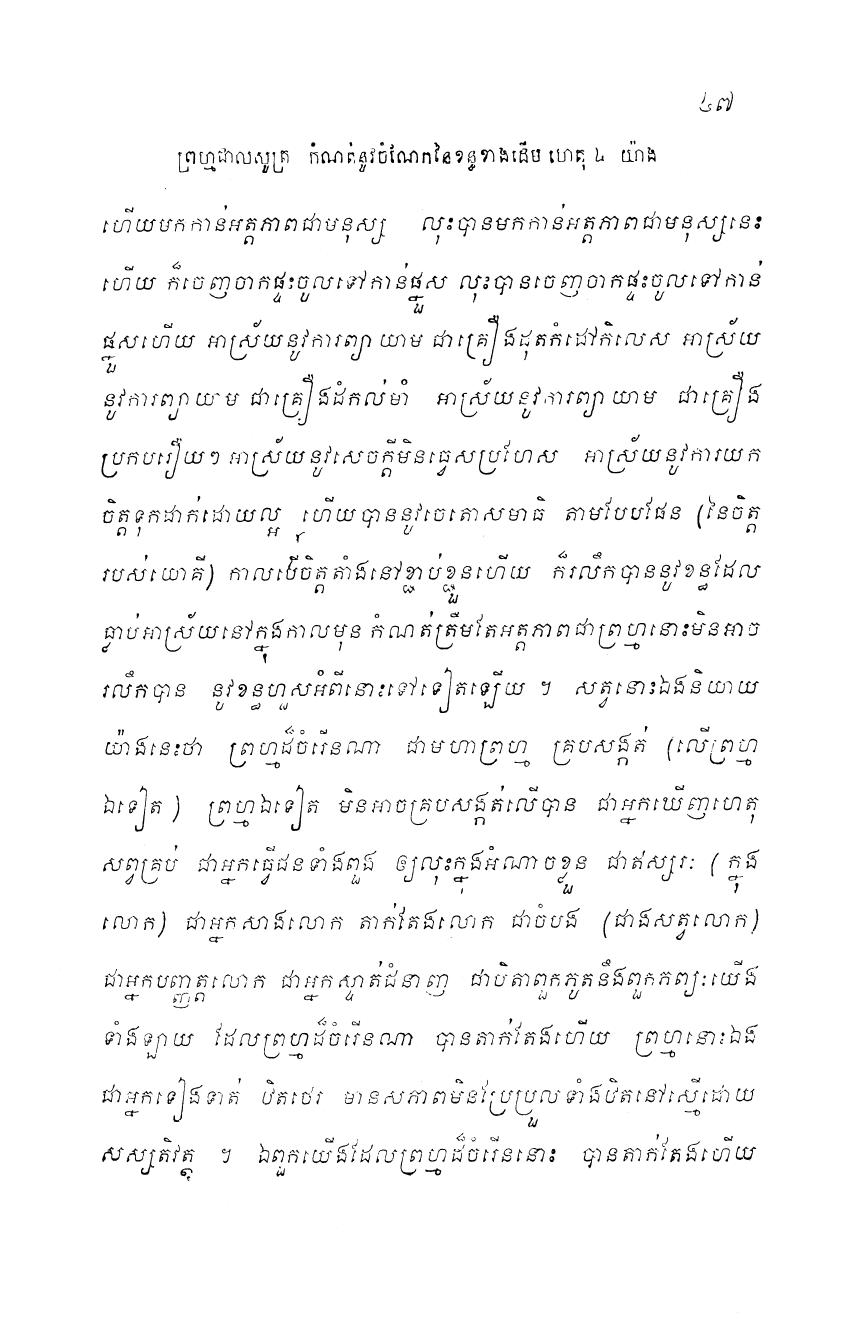 ៤៧
ព្រហ្មជាលសូត្រ កំណត់នូវចំណែកនៃខន្ធខាងដើម ហេតុ ៤ យ៉ាង
ហើយមកកាន់អត្តភាពជាមនុស្ស លុះបានមកកាន់អត្តភាពជាមនុស្សនេះ
ហើយ ក៏ចេញចាកផ្ទះចូលទៅកាន់ផ្នួស លុះបានចេញចាកផ្ទះចូលទៅកាន់
ផ្នួសហើយ អាស្រ័យនូវការព្យាយាម ជាគ្រឿងដុតកំដៅកិលេស អាស្រ័យ
នូវការព្យាយាម ជាគ្រឿងដំកល់មាំ អាស្រ័យនូវការព្យាយាម ជាគ្រឿង
ប្រកបរឿយៗ អាស្រ័យនូវសេចក្តីមិនធ្វេសប្រហែស អាស្រ័យនូវការយក
ចិត្តទុកដាក់ដោយល្អ ហើយបាននូវចេតោសមាធិ តាមបែបផែន (នៃចិត្ត
របស់យោគី) កាលបើចិត្តតាំងនៅខ្ជាប់ខ្ជួនហើយ ក៏រលឹកបាននូវខន្ធដែល
ធ្លាប់អាស្រ័យនៅក្នុងកាលមុន កំណត់ត្រឹមតែអត្តភាពជាព្រហ្មនោះមិនអាច
រលឹកបាន នូវខន្ធហួសអំពីនោះទៅទៀតឡើយ ។ សត្វនោះឯងនិយាយ
យ៉ាងនេះថា ព្រហ្មដ៏ចំរើនណា ជាមហាព្រហ្ម គ្របសង្កត់ (លើព្រហ្ម
ឯទៀត) ព្រហ្មឯទៀត មិនអាចគ្របសង្កត់លើបាន ជាអ្នកឃើញហេតុ
សព្វគ្រប់ ជាអ្នកធ្វើជនទាំងពួង ឲ្យលុះក្នុងអំណាចខ្លួន ជាឥស្សរៈ (ក្នុង
លោក) ជាអ្នកសាងលោក តាក់តែងលោក ជាចំបង (ជាងសត្វលោក)
ជាអ្នកបញ្ញត្តលោក ជាអ្នកស្ទាត់ជំនាញ ជាបិតាពួកភូតនឹងពួកភព្យៈយើង
ទាំងឡាយ ដែលព្រហ្មដ៏ចំរើនណា បានតាក់តែងហើយ ព្រហ្មនោះឯង
ជាអ្នកទៀងទាត់ ឋិតថេរ មានសភាពមិនប្រែប្រួលទាំងឋិតនៅស្មើដោយ
សស្សតិវត្ថុ ។ ឯពួកយើងដែលព្រហ្មដ៏ចំរើននោះ បានតាក់តែងហើយ